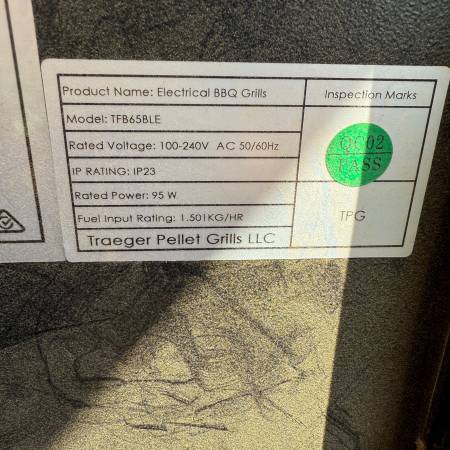 Product Name: Electrical BBQ Grills
Inspection Marks
Model: TFB65BLE
Rated Voltage: 100-240V AC 50/60Hz
QC02
PASS
IP RATING: IP23
Rated Power: 95 W
Fuel Input Rating: 1.501KG/HR
TPG
Traeger Pellet Grills LLC